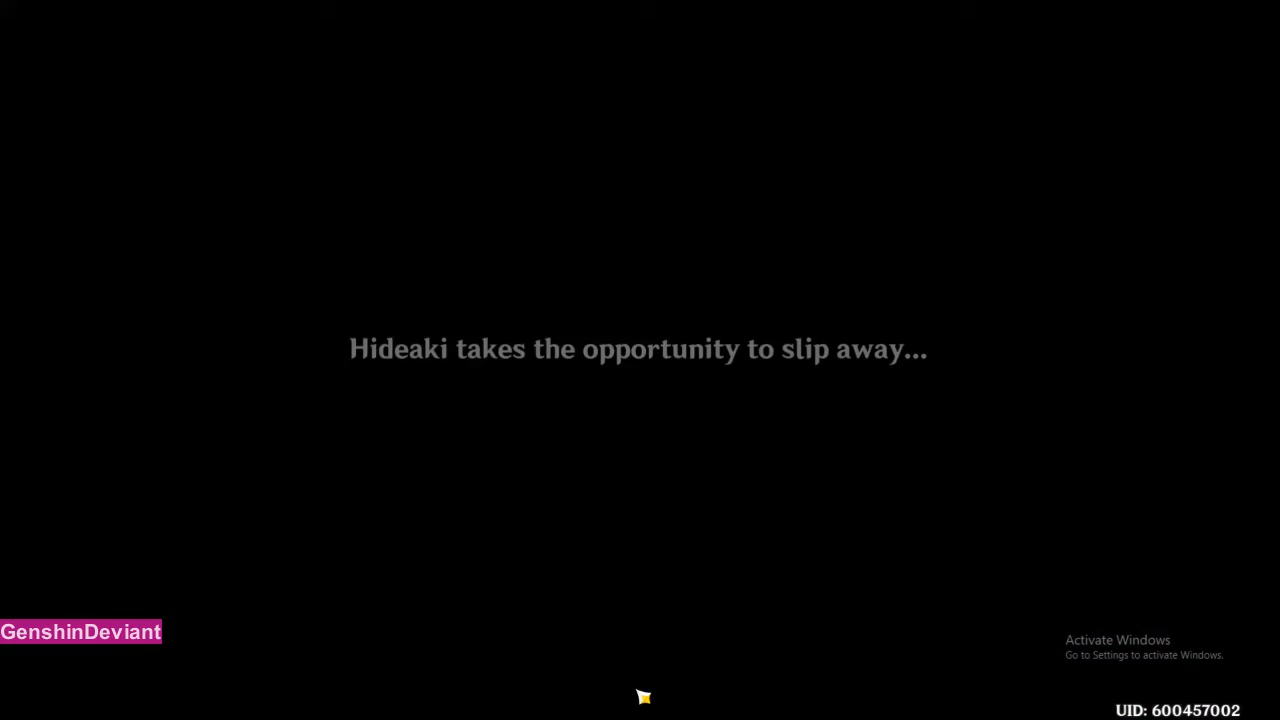 Hideaki takes the opportunity to slip away...
GenshinDeviant
Activate Windows
Go to Settings to activate Windows.
UID: 600457002